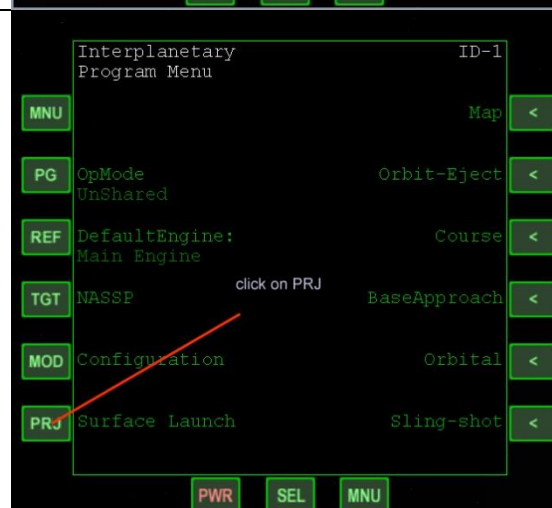 Interplanetary ID-1
Program Menu
MNU Map <
PG OpMode Orbit-Eject <
UnShared
REF DefaultEngine: Course <
Main Engine
click on PRJ
TGT NASSP BaseApproach <
MOD Configuration Orbital <
PRJ Surface Launch Sling-shot <
PWR SEL MNU